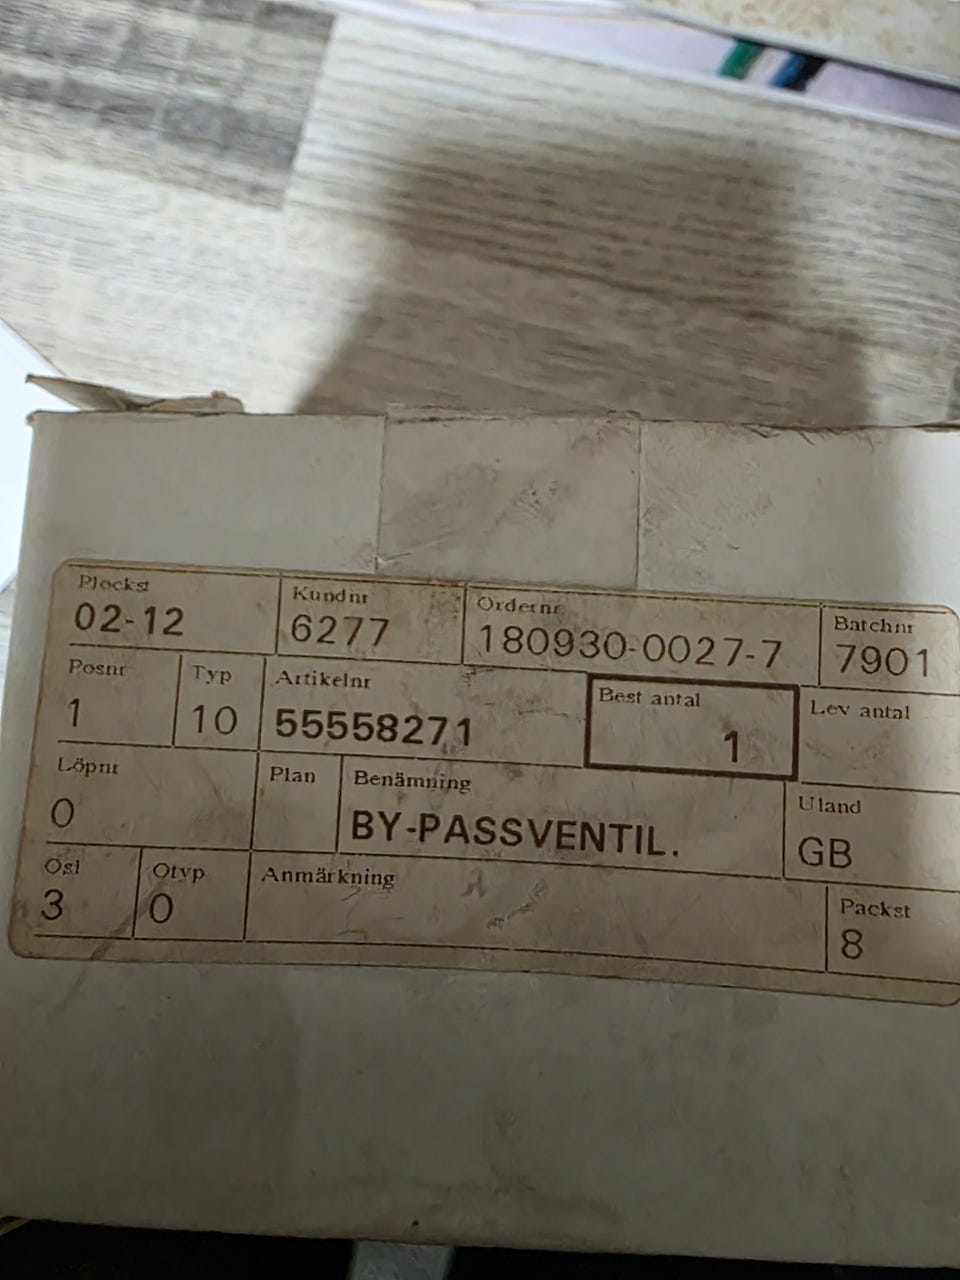 Plockst Kundnr Ordernr Batchnr
02-12 6277 180930-0027-7 7901
Posnr Typ Artikelnr Best antal Lev antal
1 10 55558271 1
Löpnr Plan Benämning Uland
0 BY-PASSVENTIL. GB
Osl Otyp Anmärkning Packst
3 0 8